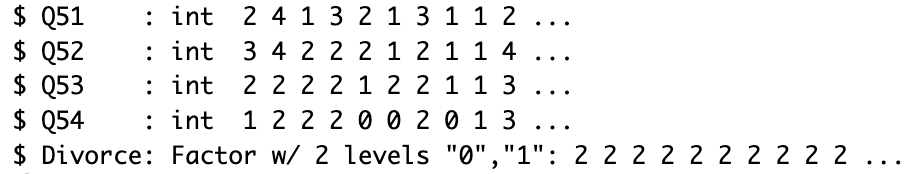 $ Q51    : int  2 4 1 3 2 1 3 1 1 2 ...
$ Q52    : int  3 4 2 2 2 1 2 1 1 4 ...
$ Q53    : int  2 2 2 2 1 2 2 1 1 3 ...
$ Q54    : int  1 2 2 2 0 0 2 0 1 3 ...
$ Divorce: Factor w/ 2 levels "0","1": 2 2 2 2 2 2 2 2 2 2 ...